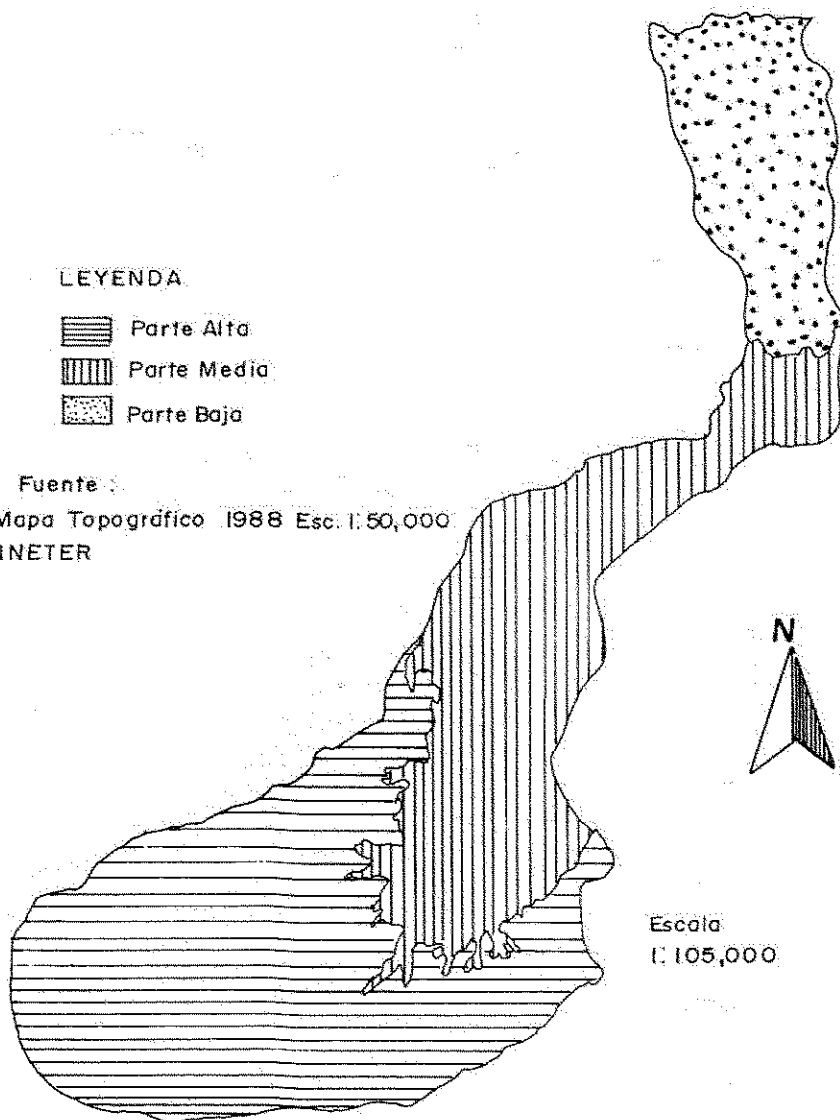 LEYENDA
Parte Alta
Parte Media
Parte Baja
Fuente :
Mapa Topográfico 1988 Esc. 1:50,000
INETER
N
Escala
1:105,000